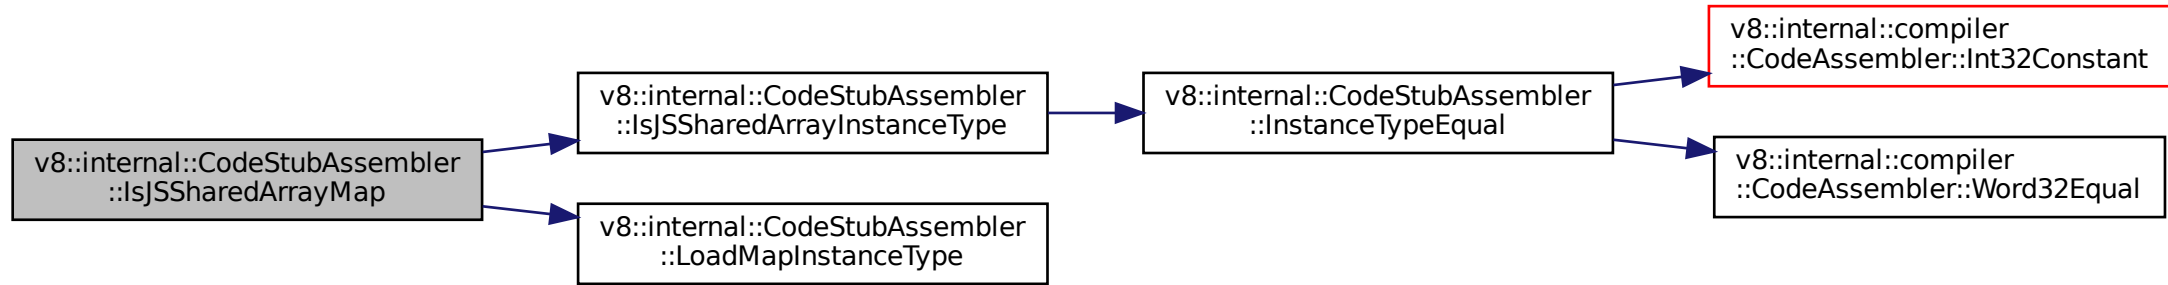 v8::internal::CodeStubAssembler
::IsJSSharedArrayMap
v8::internal::CodeStubAssembler
::IsJSSharedArrayInstanceType
v8::internal::CodeStubAssembler
::LoadMapInstanceType
v8::internal::CodeStubAssembler
::InstanceTypeEqual
v8::internal::compiler
::CodeAssembler::Int32Constant
v8::internal::compiler
::CodeAssembler::Word32Equal